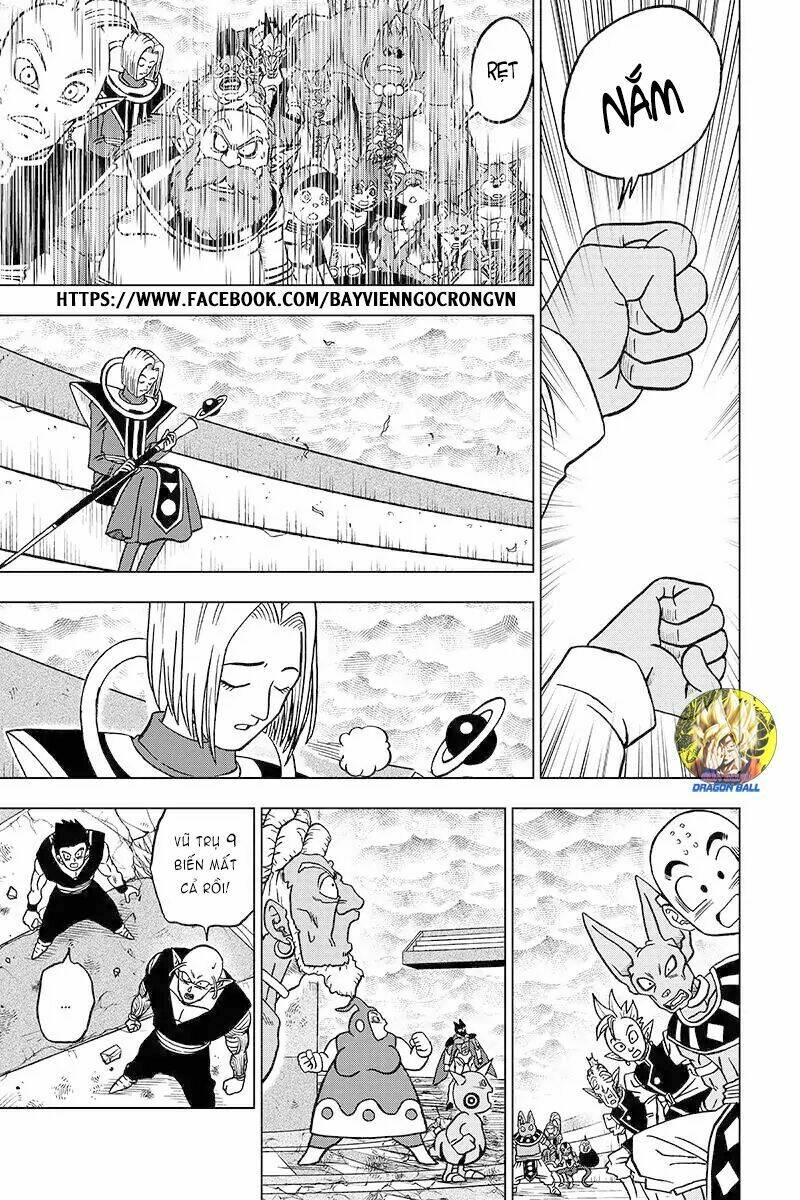 NẮM
RẸT
HTTPS://WWW.FACEBOOK.COM/BAYVIENNGOCRONGVN
DRAGON BALL
VŨ TRỤ 9
BIẾN MẤT
CẢ RỒI!
...